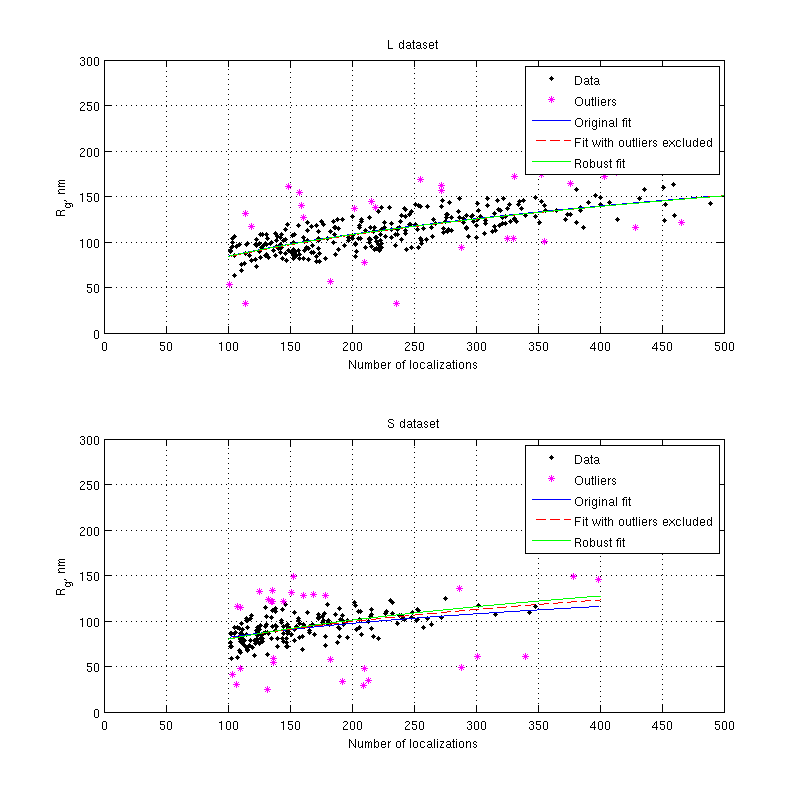 L dataset
300
250
200
150
100
50
0
R_g, nm
Data
Outliers
Original fit
Fit with outliers excluded
Robust fit
0 50 100 150 200 250 300 350 400 450 500
Number of localizations
S dataset
300
250
200
150
100
50
0
R_g, nm
Data
Outliers
Original fit
Fit with outliers excluded
Robust fit
0 50 100 150 200 250 300 350 400 450 500
Number of localizations